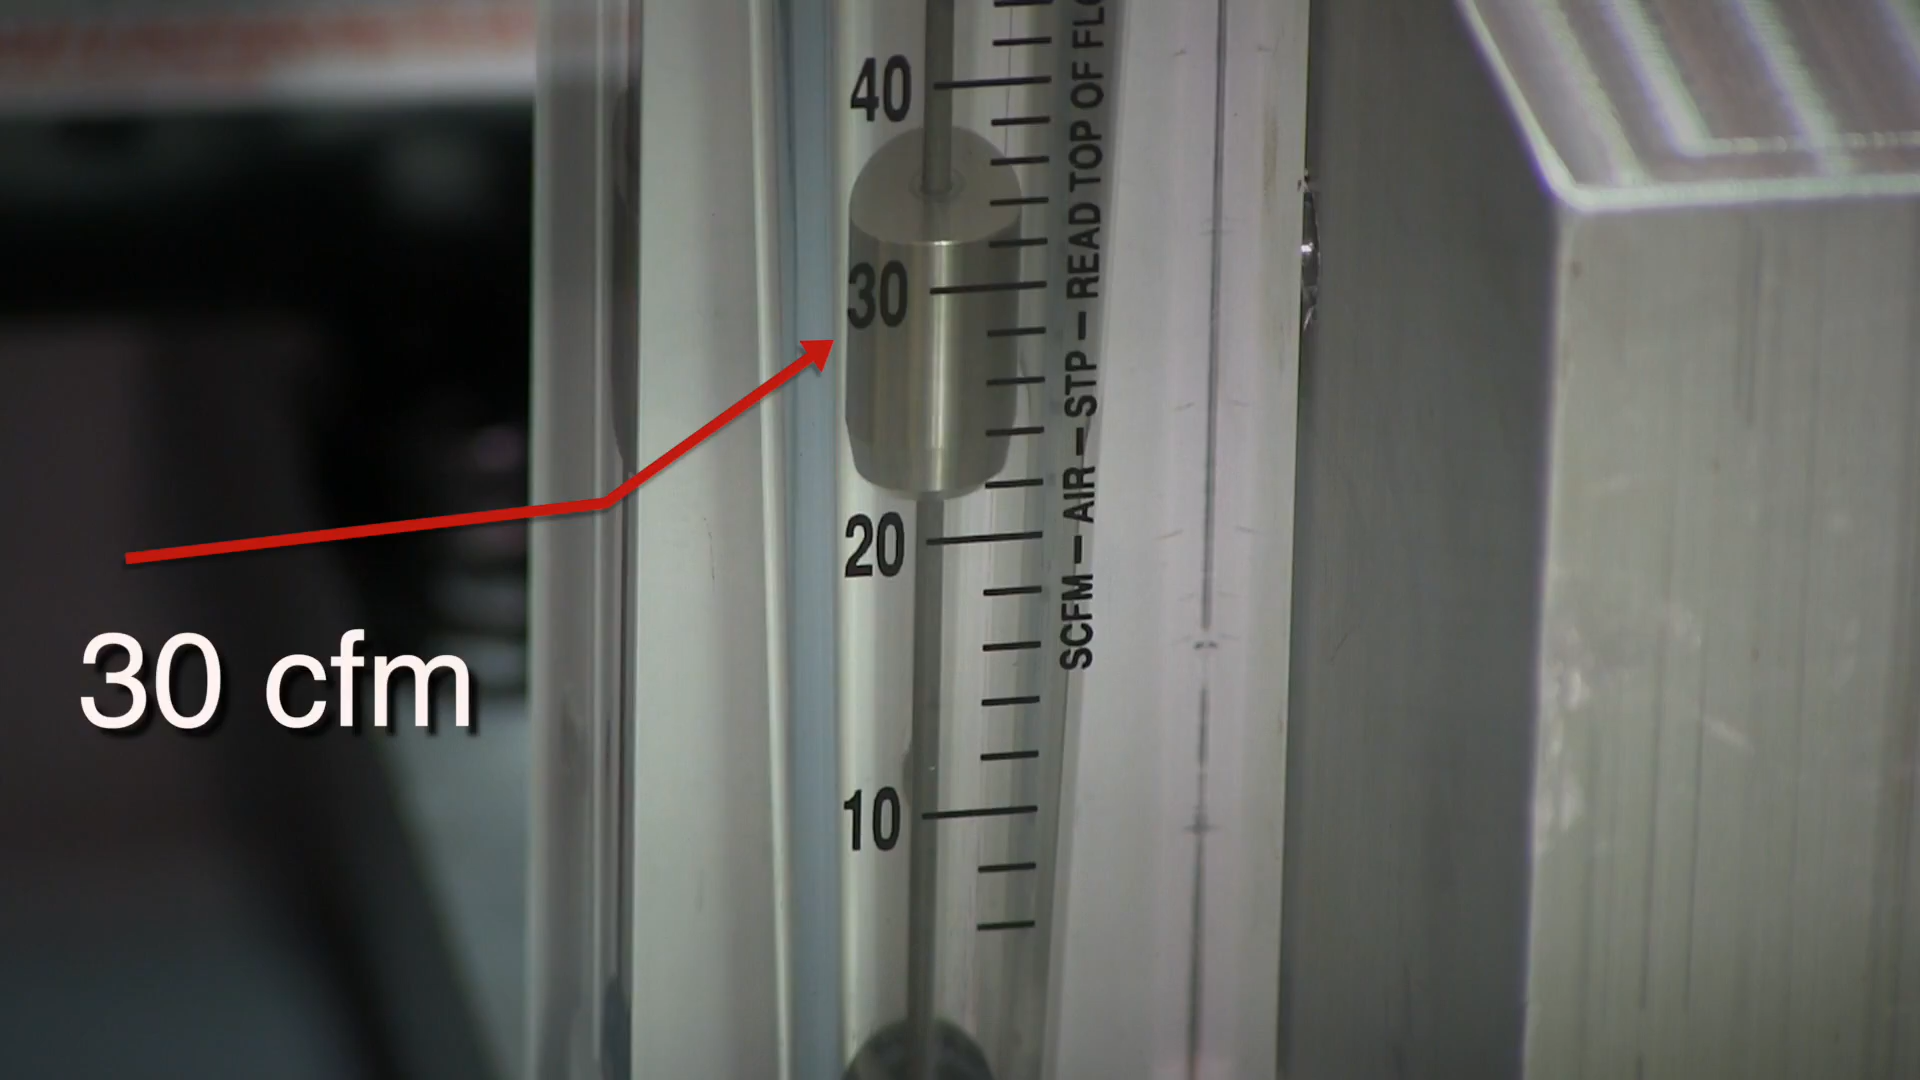 40
30
20
10
SCFM – AIR – STP – READ TOP OF
30 cfm